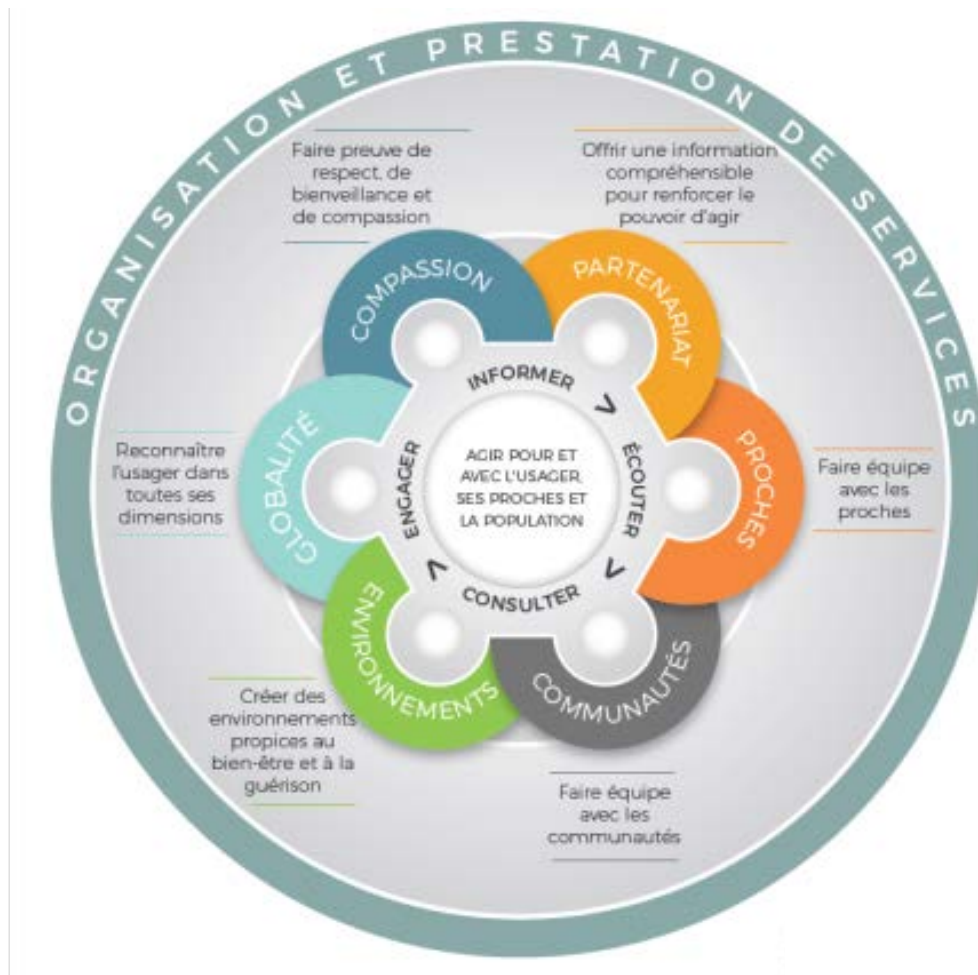 ORGANISATION ET PRESTATION DE SERVICES
Faire preuve de
respect, de
bienveillance et
de compassion
Offrir une information
compréhensible
pour renforcer le
pouvoir d'agir
COMPASSION
PARTENARIAT
INFORMER >
GLOBALITÉ
Reconnaître
l'usager dans
toutes ses
dimensions
ENGAGER
AGIR POUR ET
AVEC L'USAGER,
SES PROCHES ET
LA POPULATION
ÉCOUTER >
PROCHES
Faire équipe
avec les
proches
CONSULTER
<
ENVIRONNEMENTS
COMMUNAUTÉS
Créer des
environnements
propices au
bien-être et à la
guérison
Faire équipe
avec les
communautés